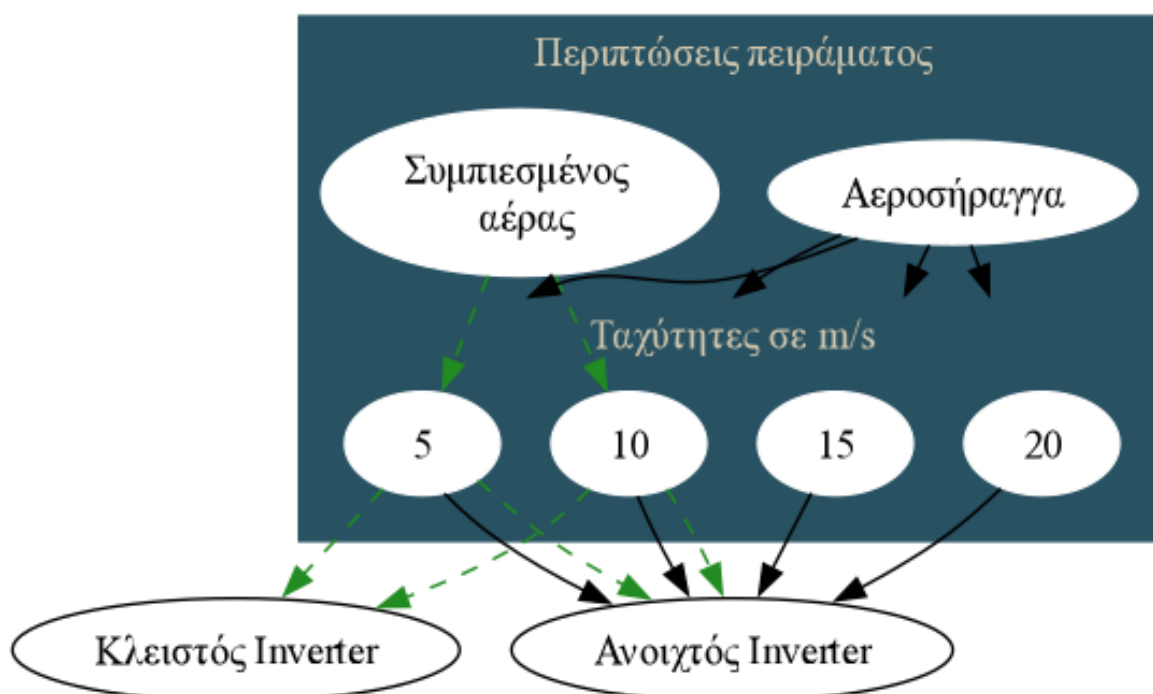 Περιπτώσεις πειράματος
Συμπιεσμένος
αέρας
Αεροσήραγγα
Ταχύτητες σε m/s
5
10
15
20
Κλειστός Inverter
Ανοιχτός Inverter